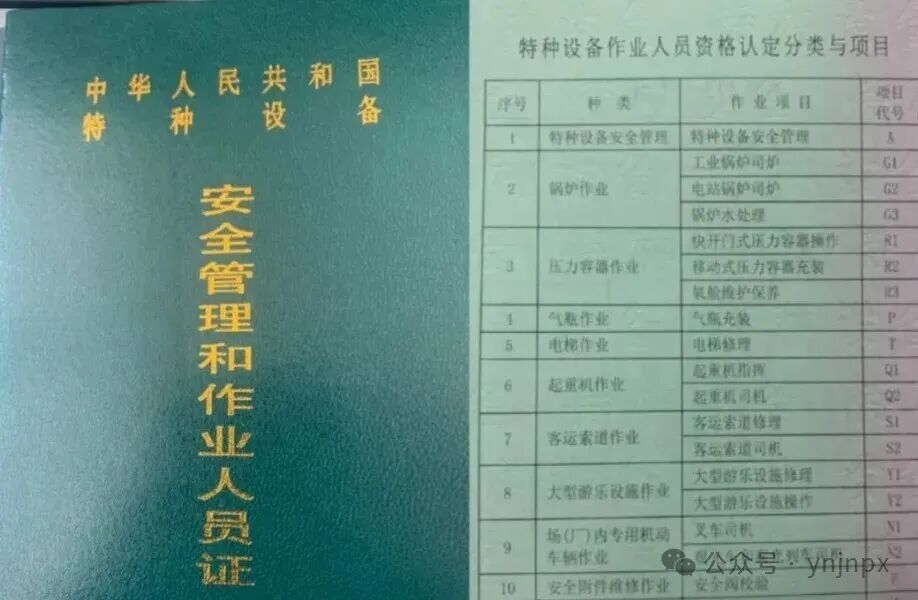 中华人民共和国
特种设备
安全管理和作业人员证
特种设备作业人员资格认定分类与项目
序号 种类 作业项目 项目代号
1 特种设备安全管理 特种设备安全管理 A
2 锅炉作业 工业锅炉司炉 G1
电站锅炉司炉 G2
锅炉水处理 G3
3 压力容器作业 快开门式压力容器操作 R1
移动式压力容器充装 R2
氧舱维护保养 R3
4 气瓶作业 气瓶充装 P
5 电梯作业 电梯修理 T
6 起重机作业 起重机指挥 Q1
起重机司机 Q2
7 客运索道作业 客运索道修理 S1
客运索道司机 S2
8 大型游乐设施作业 大型游乐设施修理 Y1
大型游乐设施操作 Y2
9 场(厂)内专用机动车辆作业 叉车司机 N1
列车司机 N2
10 安全附件维修作业 安全阀校验 F
公众号 · ynjnpx